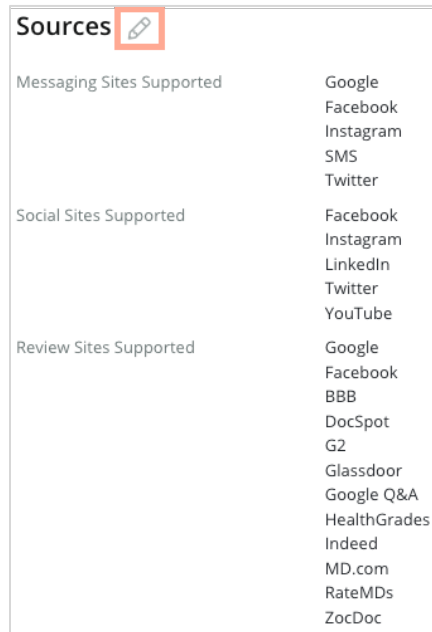 Sources
Messaging Sites Supported
Google
Facebook
Instagram
SMS
Twitter
Social Sites Supported
Facebook
Instagram
LinkedIn
Twitter
YouTube
Review Sites Supported
Google
Facebook
BBB
DocSpot
G2
Glassdoor
Google Q&A
HealthGrades
Indeed
MD.com
RateMDs
ZocDoc